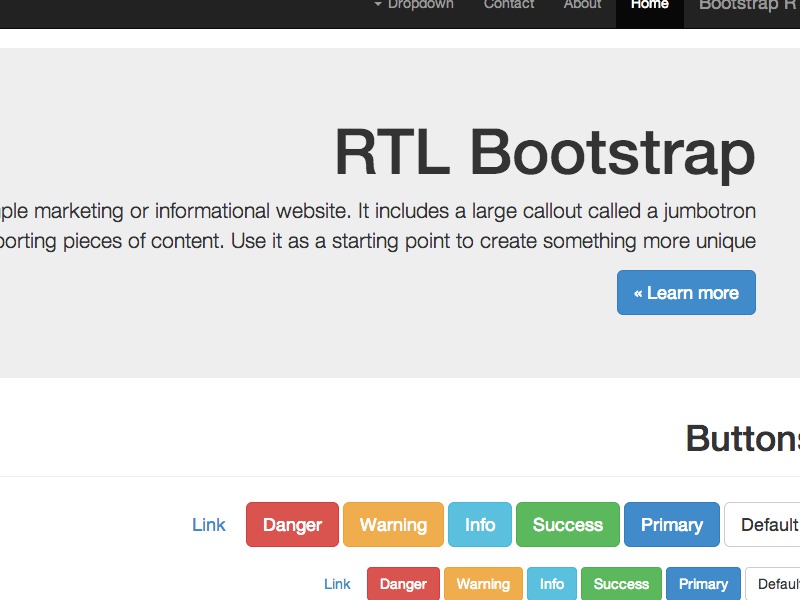 Dropdown Contact About Home Bootstrap R
RTL Bootstrap
ple marketing or informational website. It includes a large callout called a jumbotron
porting pieces of content. Use it as a starting point to create something more unique
« Learn more
Buttons
Link Danger Warning Info Success Primary Default
Link Danger Warning Info Success Primary Default